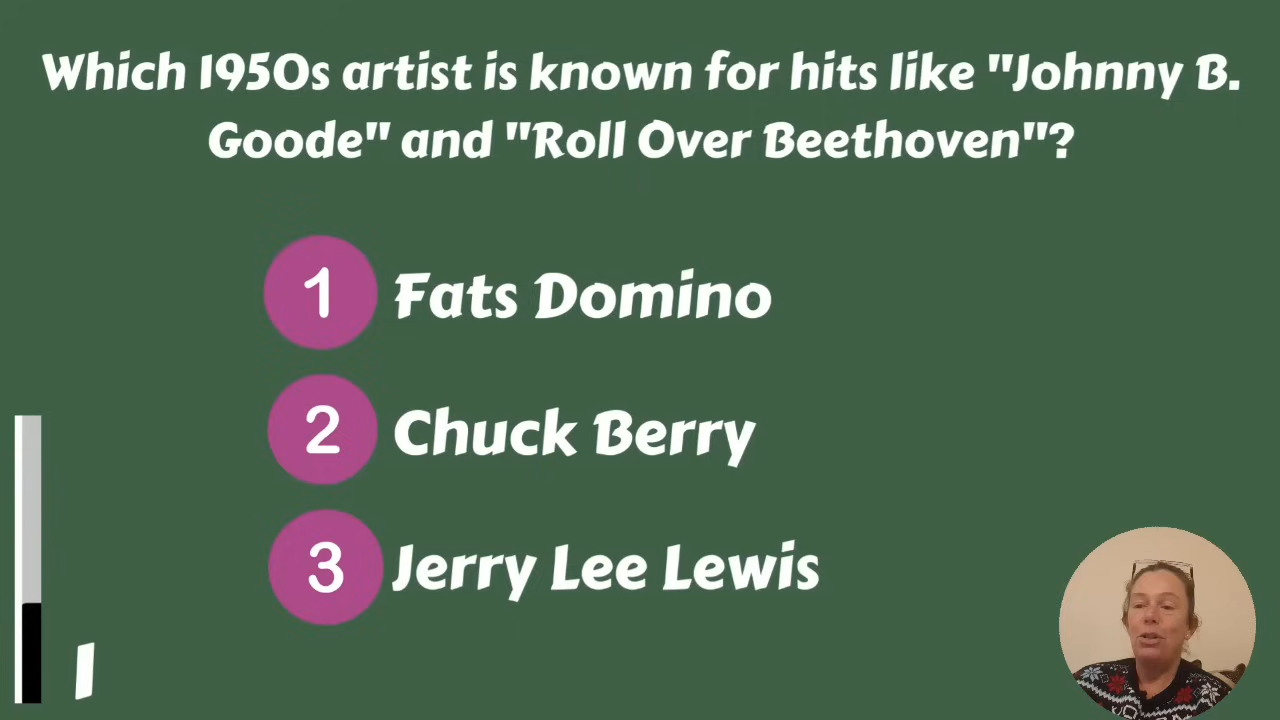 Which 1950s artist is known for hits like "Johnny B.
Goode" and "Roll Over Beethoven"?
1 Fats Domino
2 Chuck Berry
3 Jerry Lee Lewis
1